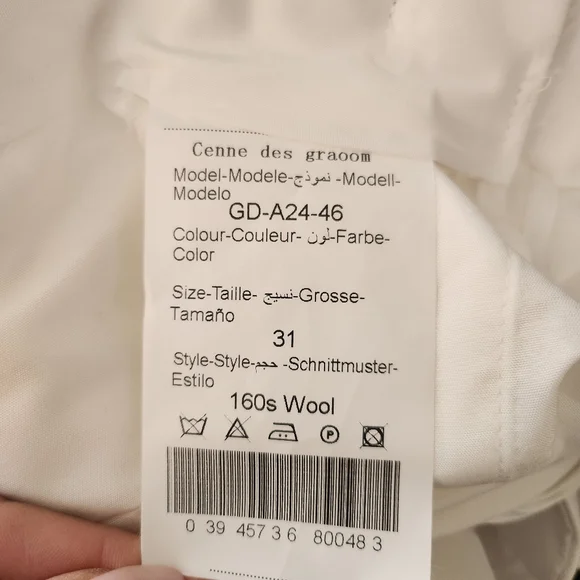 Cenne des graoom
Model-Modele-نموذج -Modell-
Modelo
GD-A24-46
Colour-Couleur- لون-Farbe-
Color
Size-Taille- نسيج-Grosse-
Tamaño
31
Style-Style-حجم -Schnittmuster-
Estilo
160s Wool
P
0 39 457 3 6 80048 3